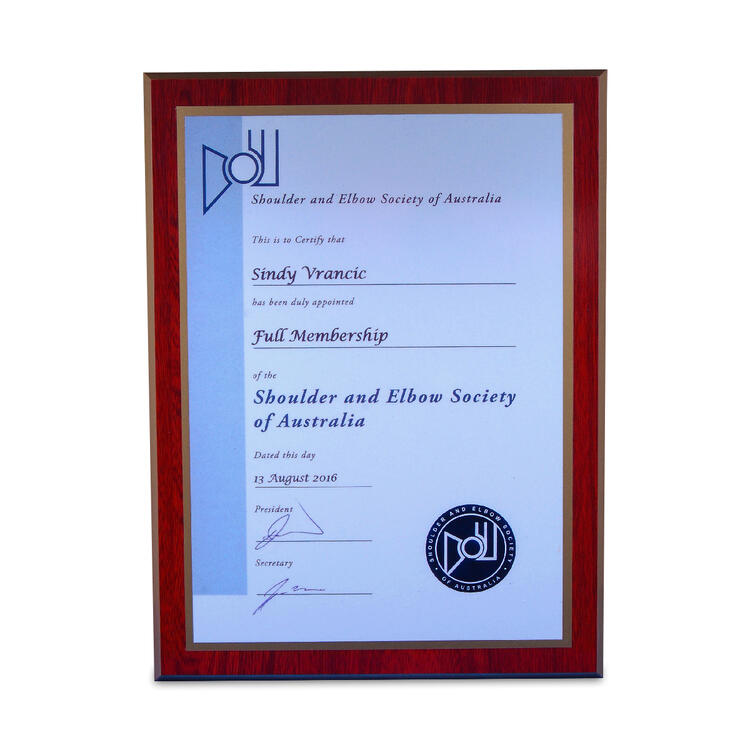 Shoulder and Elbow Society of Australia
This is to Certify that
Sindy Vrancic
has been duly appointed
Full Membership
of the
Shoulder and Elbow Society
of Australia
Dated this day
13 August 2016
President
Secretary
SHOULDER AND ELBOW SOCIETY
OF AUSTRALIA